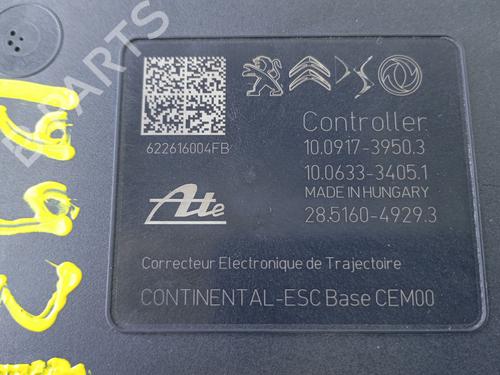 Controller
622616004FB
10.0917-3950.3
10.0633-3405.1
MADE IN HUNGARY
Ate
28.5160-4929.3
Correcteur Electronique de Trajectoire
CONTINENTAL-ESC Base CEM00
PARTS